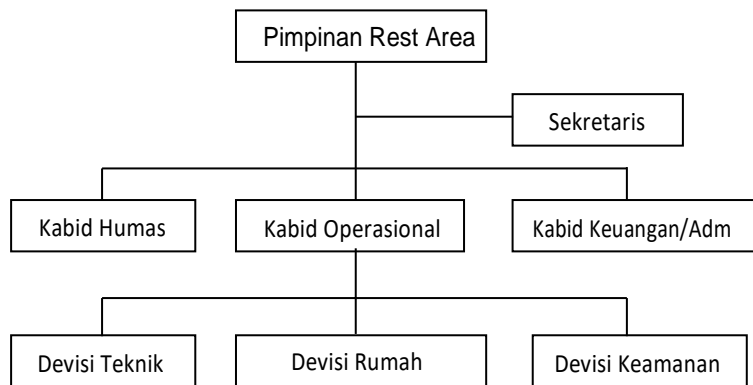 Pimpinan Rest Area
Sekretaris
Kabid Humas
Kabid Operasional
Kabid Keuangan/Adm
Devisi Teknik
Devisi Rumah
Devisi Keamanan